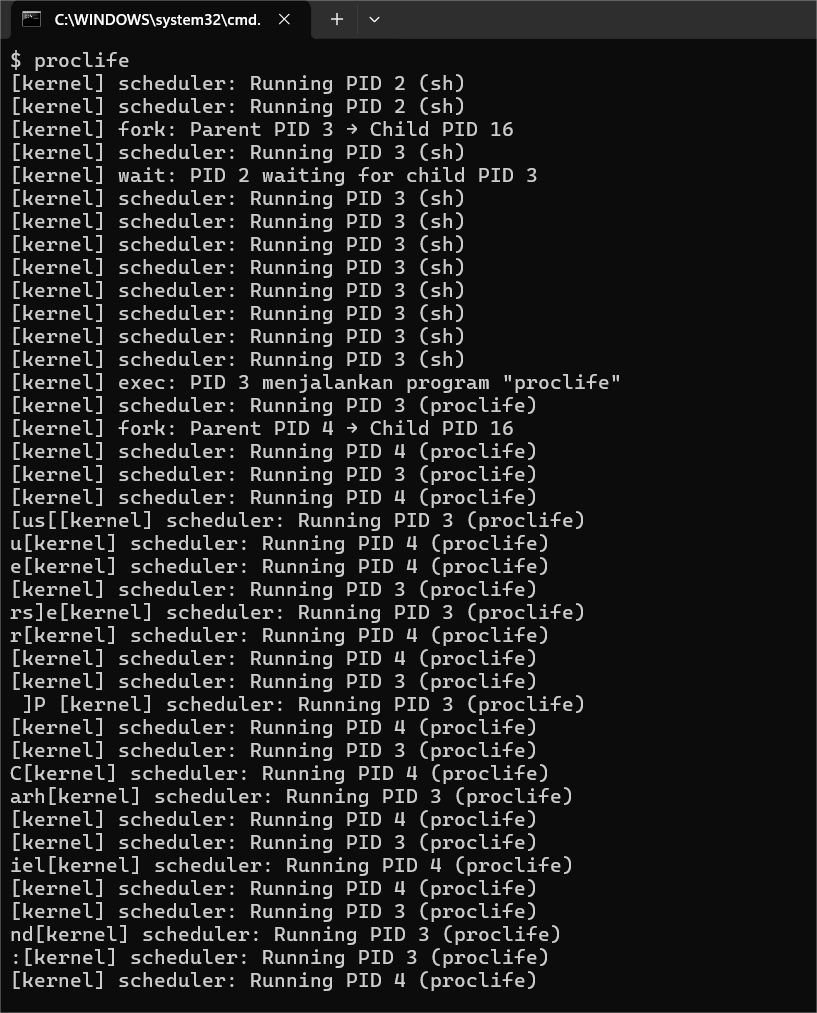 C:\WINDOWS\system32\cmd.
$ proclife
[kernel] scheduler: Running PID 2 (sh)
[kernel] scheduler: Running PID 2 (sh)
[kernel] fork: Parent PID 3 → Child PID 16
[kernel] scheduler: Running PID 3 (sh)
[kernel] wait: PID 2 waiting for child PID 3
[kernel] scheduler: Running PID 3 (sh)
[kernel] scheduler: Running PID 3 (sh)
[kernel] scheduler: Running PID 3 (sh)
[kernel] scheduler: Running PID 3 (sh)
[kernel] scheduler: Running PID 3 (sh)
[kernel] scheduler: Running PID 3 (sh)
[kernel] scheduler: Running PID 3 (sh)
[kernel] scheduler: Running PID 3 (sh)
[kernel] exec: PID 3 menjalankan program "proclife"
[kernel] scheduler: Running PID 3 (proclife)
[kernel] fork: Parent PID 4 → Child PID 16
[kernel] scheduler: Running PID 4 (proclife)
[kernel] scheduler: Running PID 3 (proclife)
[kernel] scheduler: Running PID 4 (proclife)
[us[[kernel] scheduler: Running PID 3 (proclife)
u[kernel] scheduler: Running PID 4 (proclife)
e[kernel] scheduler: Running PID 4 (proclife)
[kernel] scheduler: Running PID 3 (proclife)
rs]e[kernel] scheduler: Running PID 3 (proclife)
r[kernel] scheduler: Running PID 4 (proclife)
[kernel] scheduler: Running PID 4 (proclife)
[kernel] scheduler: Running PID 3 (proclife)
 ]P [kernel] scheduler: Running PID 3 (proclife)
[kernel] scheduler: Running PID 4 (proclife)
[kernel] scheduler: Running PID 3 (proclife)
C[kernel] scheduler: Running PID 4 (proclife)
arh[kernel] scheduler: Running PID 3 (proclife)
[kernel] scheduler: Running PID 4 (proclife)
[kernel] scheduler: Running PID 3 (proclife)
iel[kernel] scheduler: Running PID 4 (proclife)
[kernel] scheduler: Running PID 4 (proclife)
[kernel] scheduler: Running PID 3 (proclife)
nd[kernel] scheduler: Running PID 3 (proclife)
:[kernel] scheduler: Running PID 3 (proclife)
[kernel] scheduler: Running PID 4 (proclife)